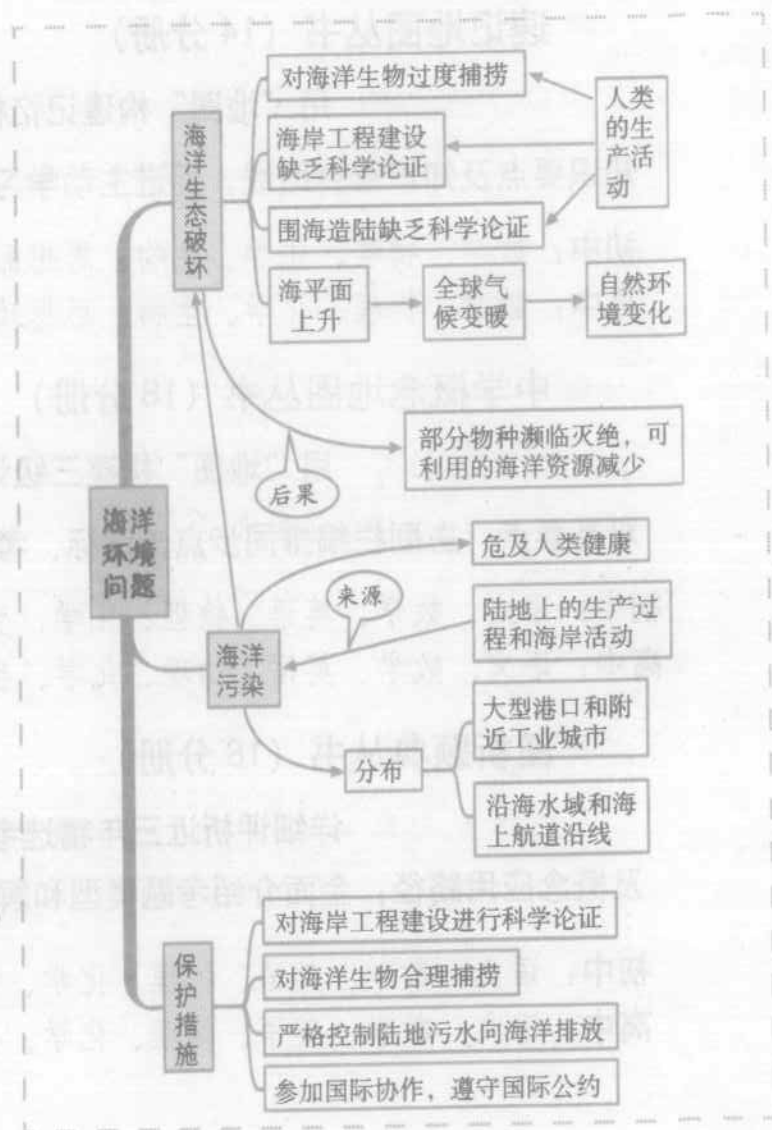 对海洋生物过度捕捞
人类
的生
产活
动
海岸工程建设
缺乏科学论证
围海造陆缺乏科学论证
海洋生态破坏
海平面
上升
全球气
候变暖
自然环
境变化
部分物种濒临灭绝，可
利用的海洋资源减少
后果
海洋
环境
问题
危及人类健康
来源
陆地上的生产过
程和海岸活动
海洋
污染
大型港口和附
近工业城市
分布
沿海水域和海
上航道沿线
对海岸工程建设进行科学论证
保护措施
对海洋生物合理捕捞
严格控制陆地污水向海洋排放
参加国际协作，遵守国际公约